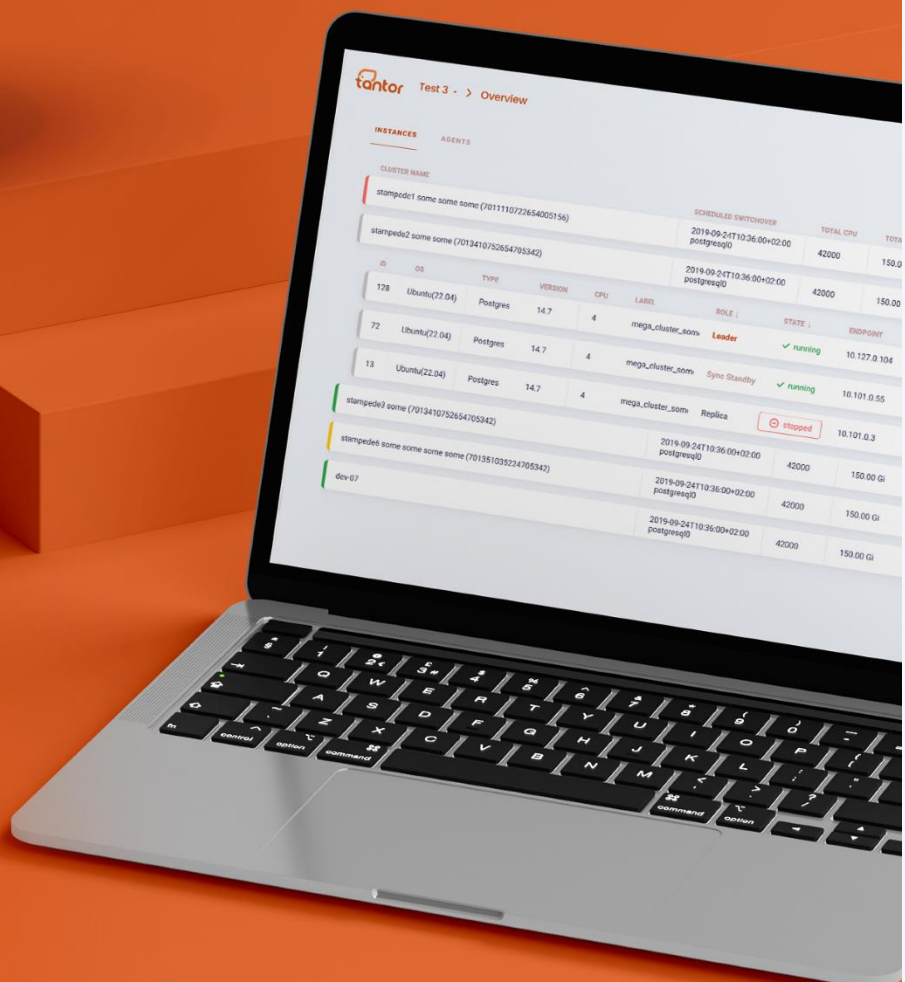 tantor Test 3 - > Overview
INSTANCES AGENTS
CLUSTER NAME SCHEDULED SWITCHOVER TOTAL CPU
stampede1 some some some (7011110722654005156) 2019-09-24T10:36:00+02:00 42000 150.0
postgresql0
stampede2 some some (7013410752654705342) 2019-09-24T10:36:00+02:00 42000 150.00
postgresql0
ID OS TYPE VERSION CPU LABEL ROLE ↓ STATE ↓ ENDPOINT
128 Ubuntu(22.04) Postgres 14.7 4 Leader ✓ running 10.127.0.104
72 Ubuntu(22.04) Postgres 14.7 4 Sync Standby ✓ running 10.101.0.55
13 Ubuntu(22.04) Postgres 14.7 4 Replica stopped 10.101.0.3
stampede3 some (7013410752654705342) 2019-09-24T10:36:00+02:00 42000 150.00 Gi
postgresql0
stampede6 some some some some (701351035224705342) 2019-09-24T10:36:00+02:00 42000 150.00 Gi
postgresql0
dev-07 2019-09-24T10:36:00+02:00 42000 150.00 Gi
postgresql0
Q W E R T Y U I O P
A S D F G H J K L
Z X C V B N M
fn control option command command option